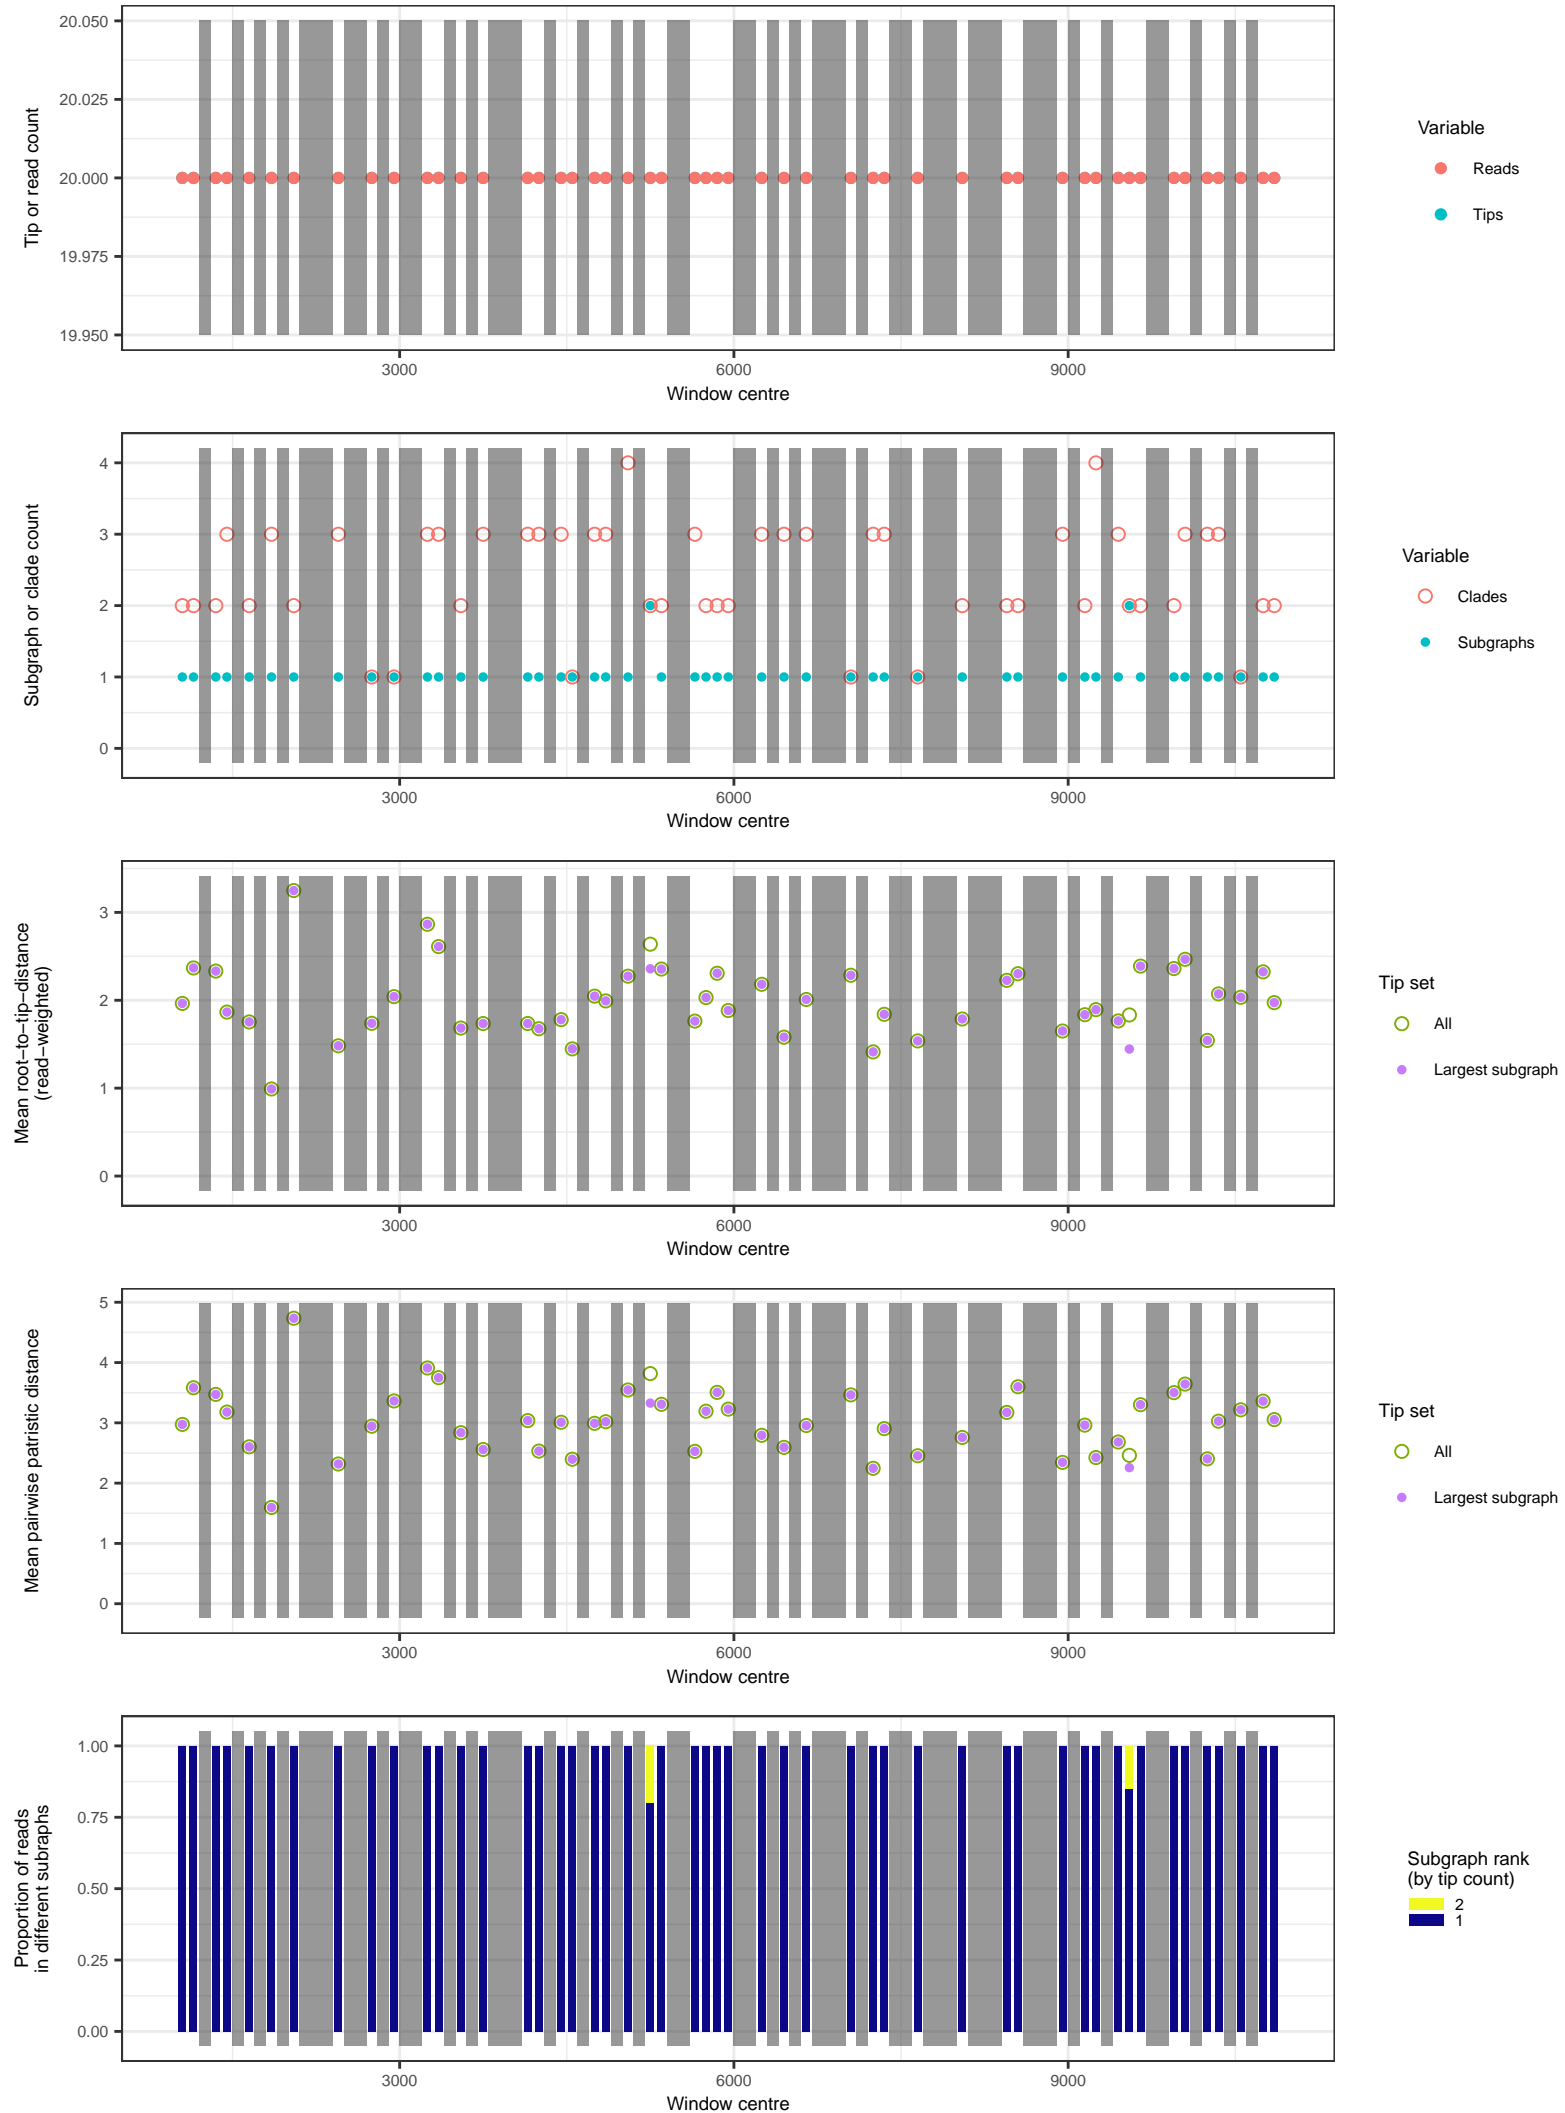 20.050
20.025
20.000
19.975
19.950
Tip or read count
3000
6000
9000
Window centre
Variable
Reads
Tips
4
3
2
1
0
Subgraph or clade count
3000
6000
9000
Window centre
Variable
Clades
Subgraphs
3
2
1
0
Mean root−to−tip−distance
(read−weighted)
3000
6000
9000
Window centre
Tip set
All
Largest subgraph
5
4
3
2
1
0
Mean pairwise patristic distance
3000
6000
9000
Window centre
Tip set
All
Largest subgraph
1.00
0.75
0.50
0.25
0.00
Proportion of reads
in different subraphs
3000
6000
9000
Window centre
Subgraph rank
(by tip count)
2
1